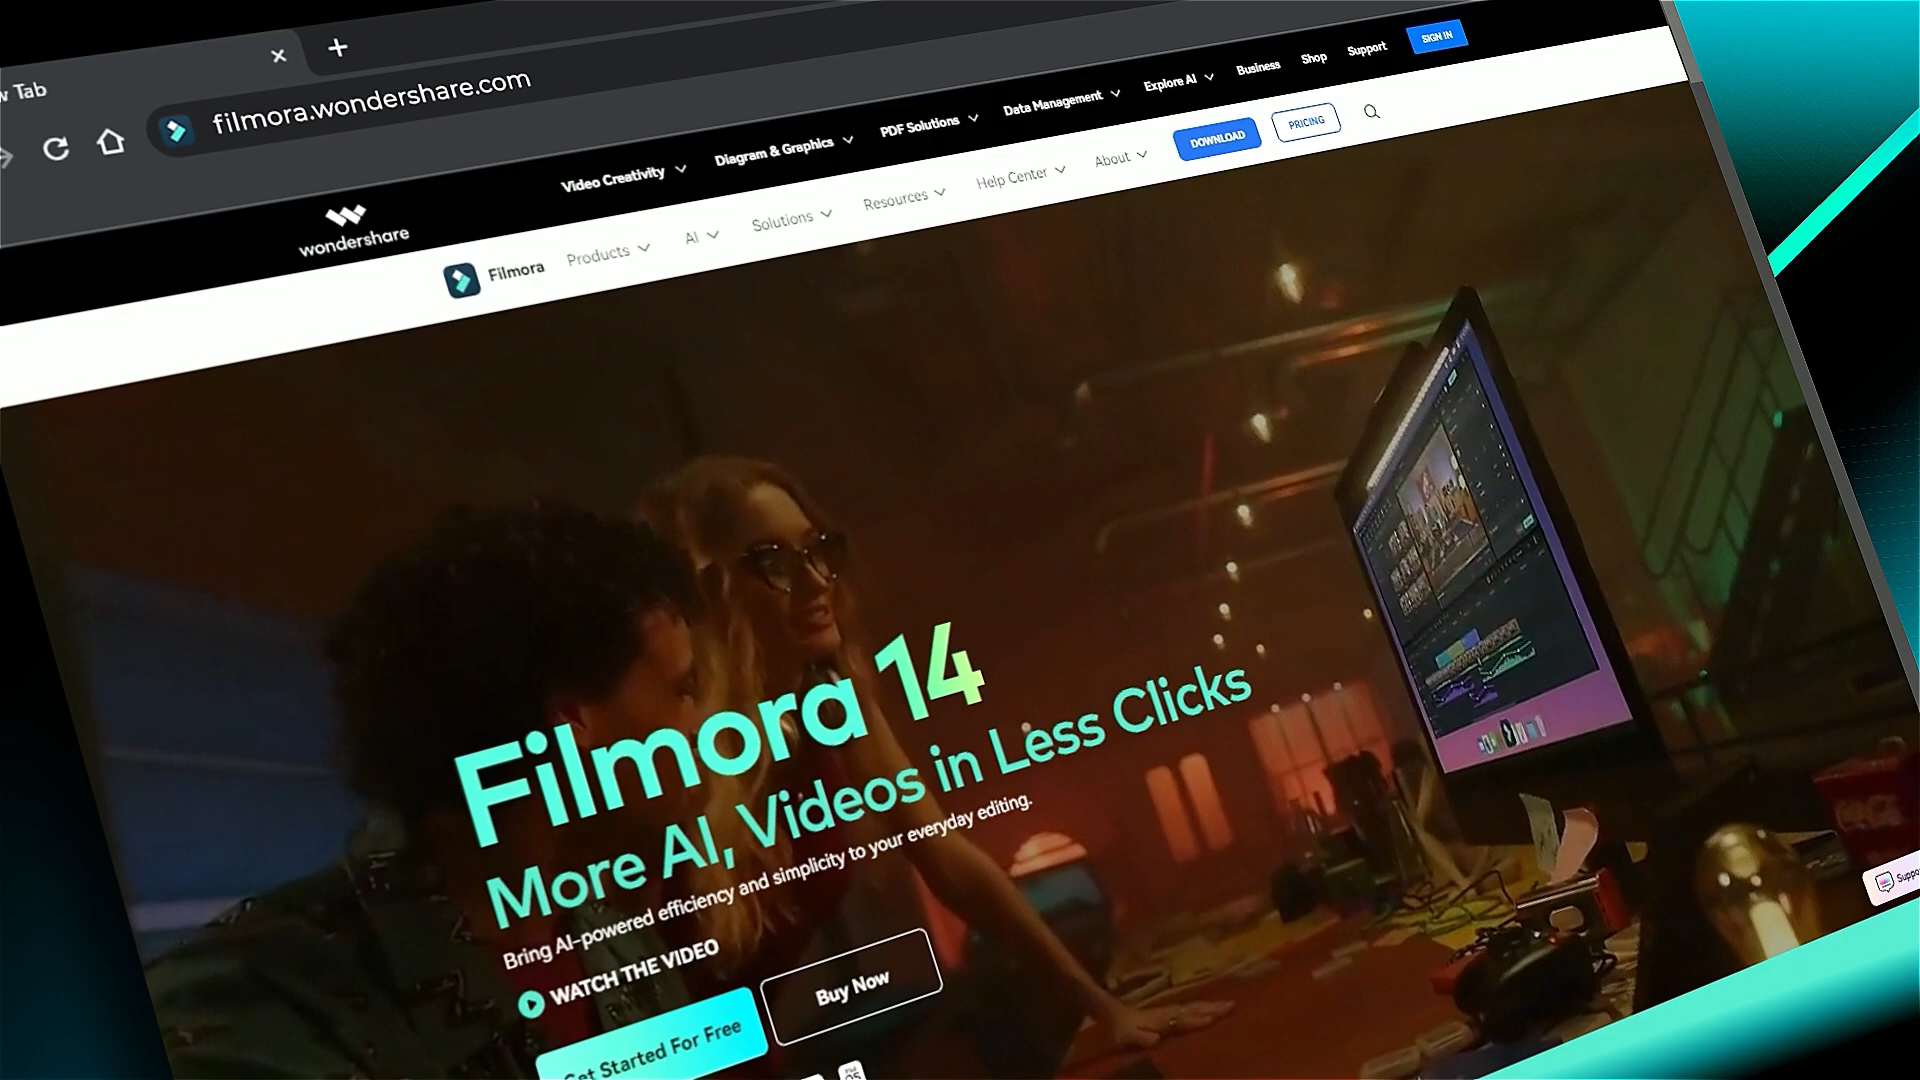 w Tab
filmora.wondershare.com
wondershare
Video Creativity
Diagram & Graphics
PDF Solutions
Data Management
Explore AI
Business
Shop
Support
SIGN IN
Filmora
Products
AI
Solutions
Resources
Help Center
About
DOWNLOAD
PRICING
Filmora 14
More AI, Videos in Less Clicks
Bring AI-powered efficiency and simplicity to your everyday editing.
WATCH THE VIDEO
Get Started For Free
Buy Now
Suppo